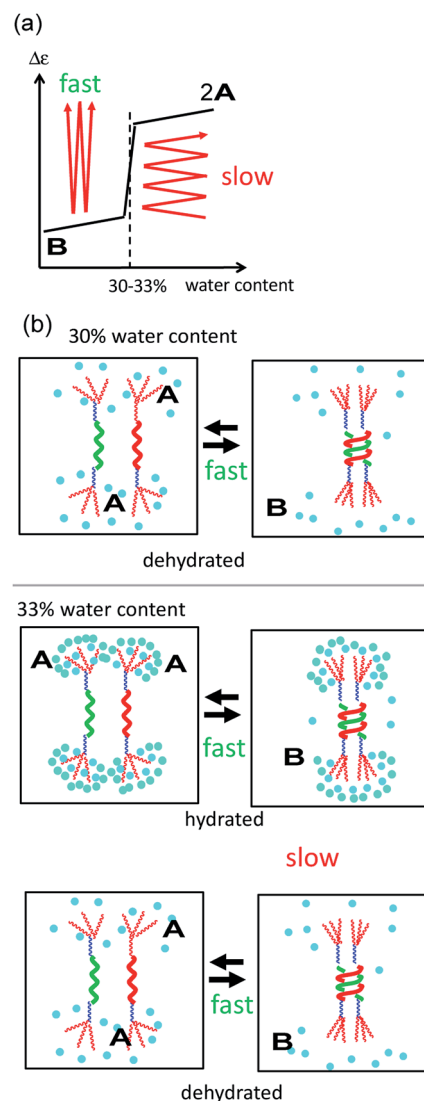 (a)
Δε
fast
2A
slow
B
30-33% water content
(b)
30% water content
A
A
fast
B
dehydrated
33% water content
A
A
fast
B
hydrated
slow
A
A
fast
B
dehydrated